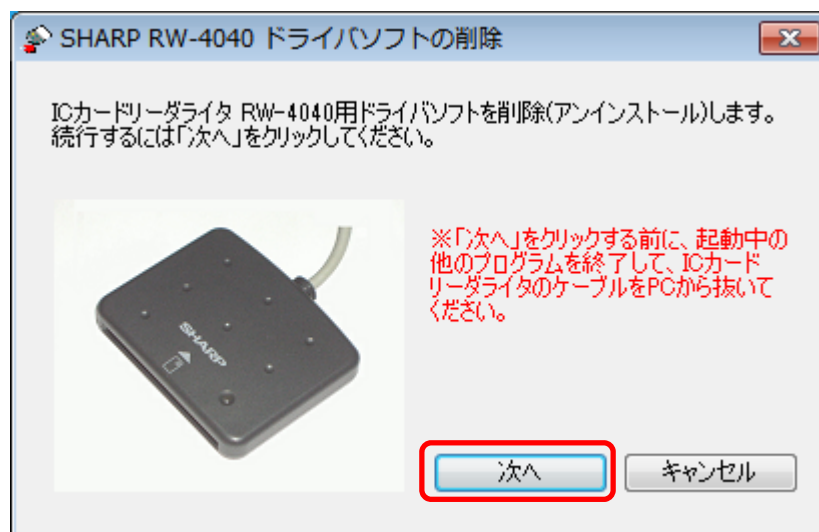 SHARP RW-4040 ドライバソフトの削除
ICカードリーダライタ RW-4040用ドライバソフトを削除(アンインストール)します。
続行するには「次へ」をクリックしてください。
※「次へ」をクリックする前に、起動中の
他のプログラムを終了して、ICカード
リーダライタのケーブルをPCから抜いて
ください。
SHARP
次へ
キャンセル